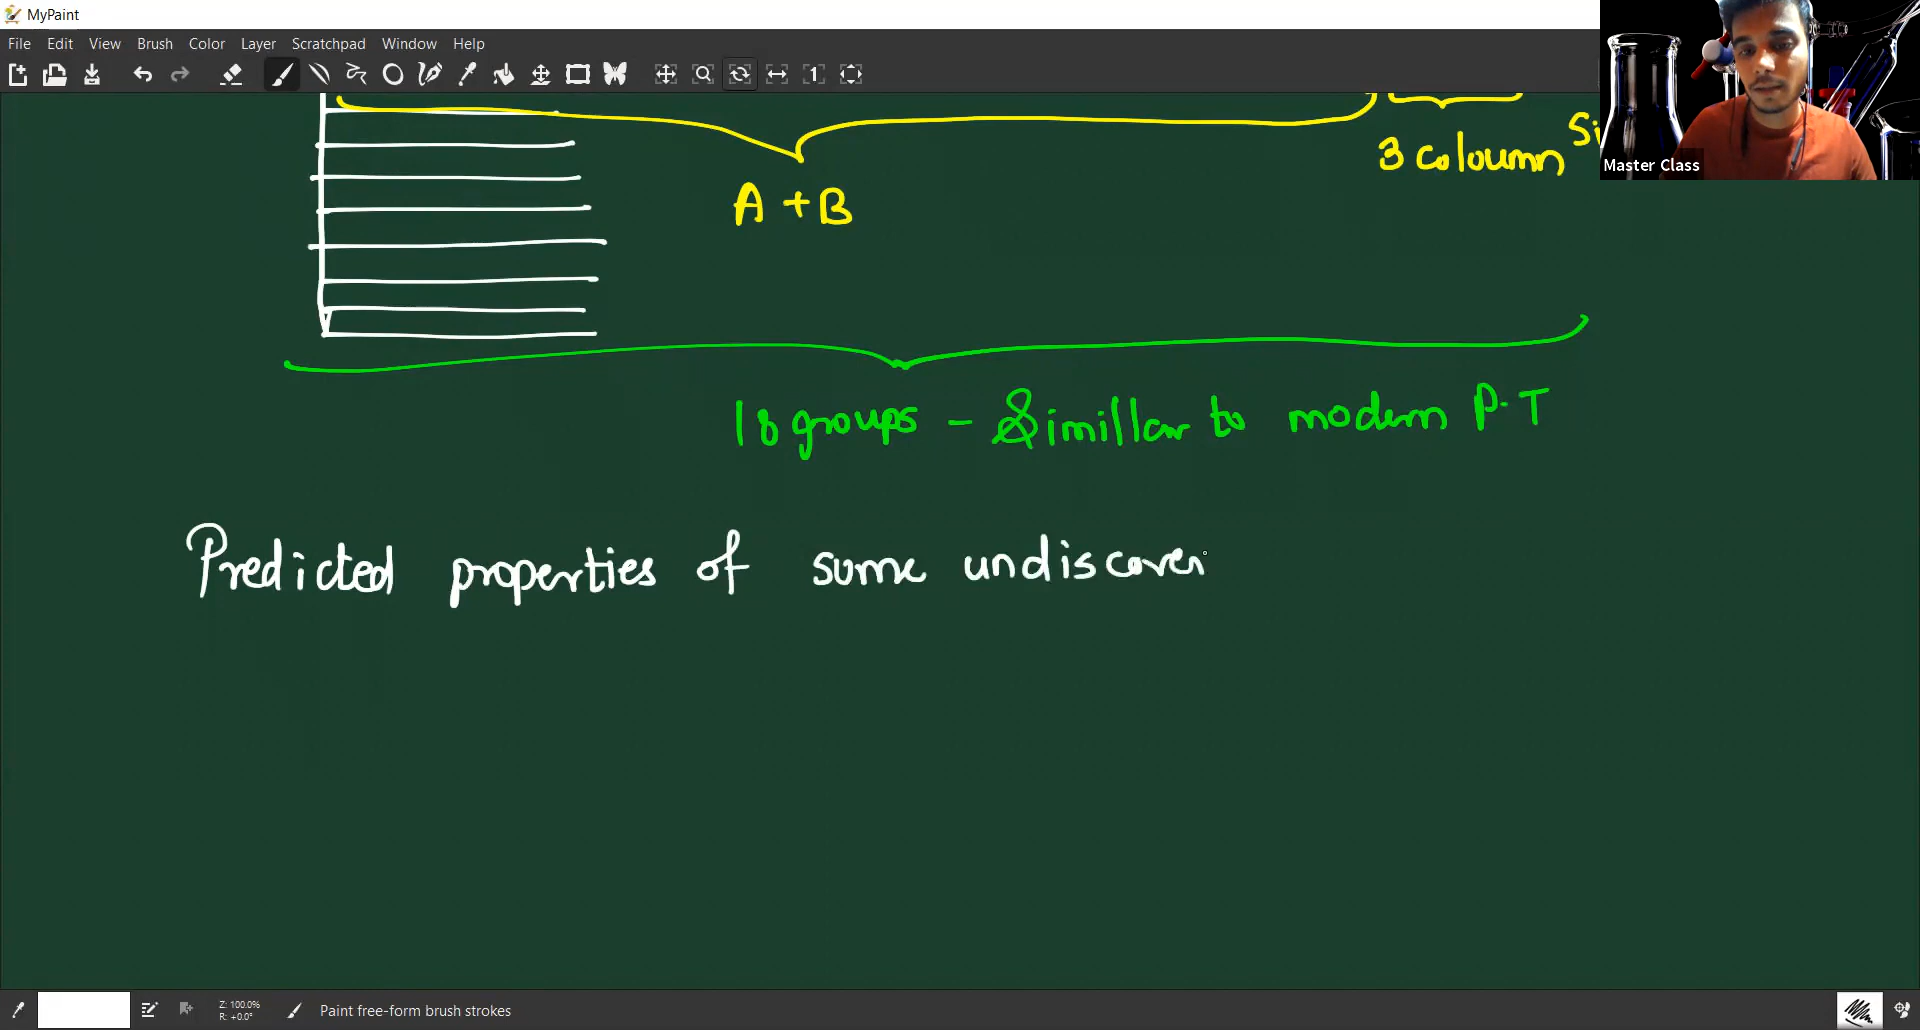 MyPaint
File Edit View Brush Color Layer Scratchpad Window Help
Master Class
3 coloumn
A + B
18 groups - Simillar to modern P.T
Predicted properties of some undiscover
Z: 100.0%
R: +0.0°
Paint free-form brush strokes